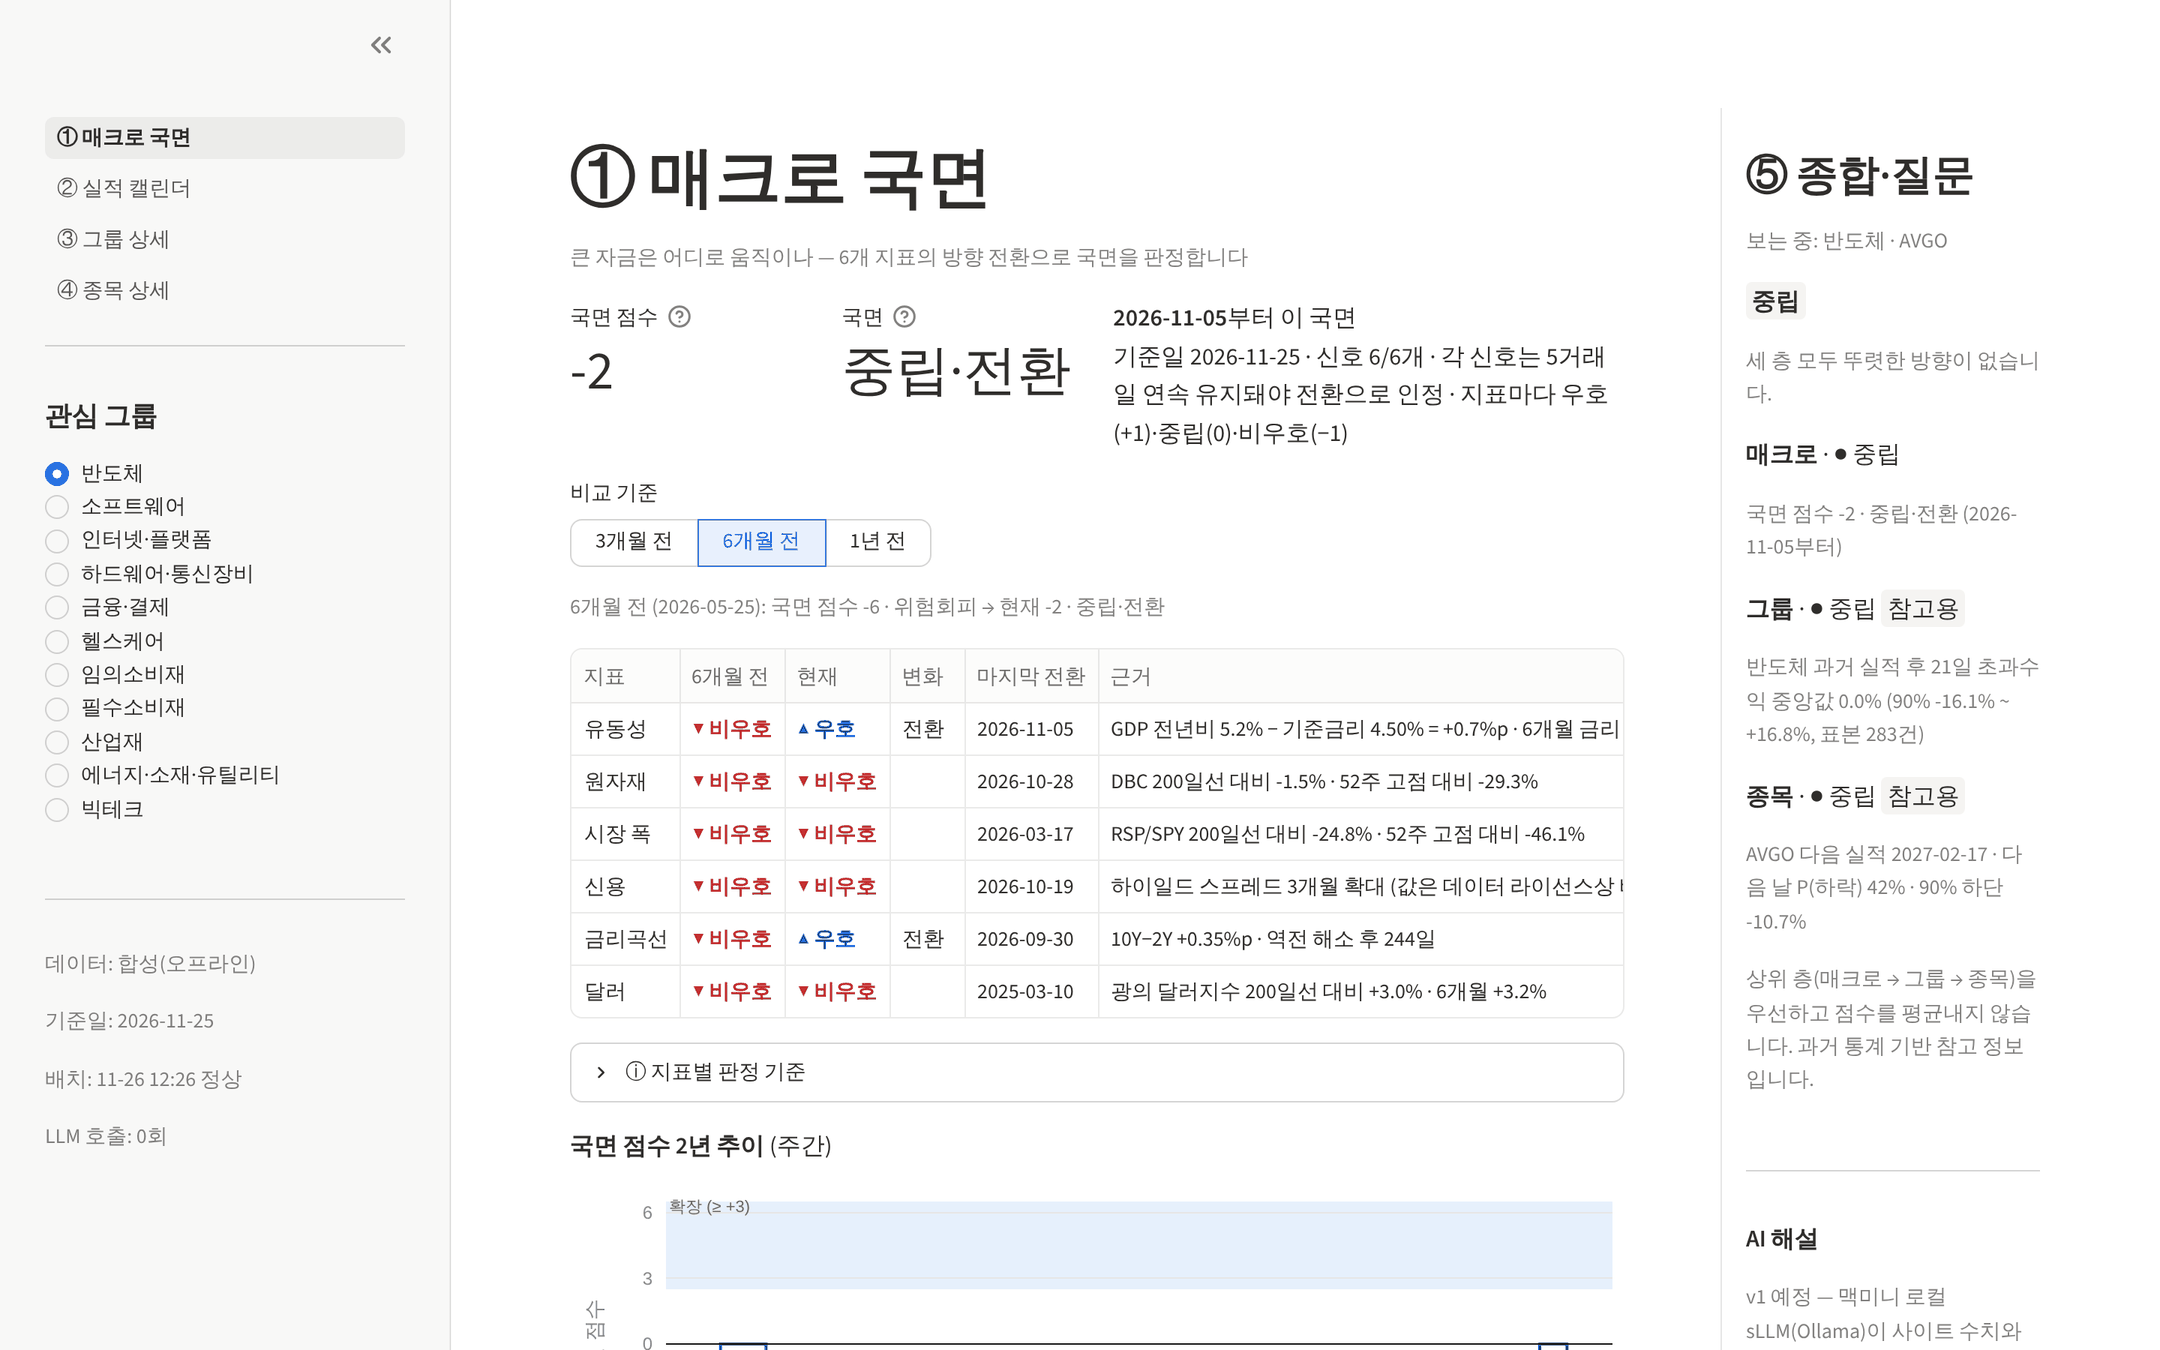 ① 매크로 국면
② 실적 캘린더
③ 그룹 상세
④ 종목 상세
관심 그룹
반도체
소프트웨어
인터넷·플랫폼
하드웨어·통신장비
금융·결제
헬스케어
임의소비재
필수소비재
산업재
에너지·소재·유틸리티
빅테크
데이터: 합성(오프라인)
기준일: 2026-11-25
배치: 11-26 12:26 정상
LLM 호출: 0회
① 매크로 국면
큰 자금은 어디로 움직이나 — 6개 지표의 방향 전환으로 국면을 판정합니다
국면 점수
-2
국면
중립·전환
2026-11-05부터 이 국면
기준일 2026-11-25 · 신호 6/6개 · 각 신호는 5거래
일 연속 유지돼야 전환으로 인정 · 지표마다 우호
(+1)·중립(0)·비우호(−1)
비교 기준
3개월 전 6개월 전 1년 전
6개월 전 (2026-05-25): 국면 점수 -6 · 위험회피 → 현재 -2 · 중립·전환
지표 6개월 전 현재 변화 마지막 전환 근거
유동성 ▼ 비우호 ▲ 우호 전환 2026-11-05 GDP 전년비 5.2% − 기준금리 4.50% = +0.7%p · 6개월 금리
원자재 ▼ 비우호 ▼ 비우호 2026-10-28 DBC 200일선 대비 -1.5% · 52주 고점 대비 -29.3%
시장 폭 ▼ 비우호 ▼ 비우호 2026-03-17 RSP/SPY 200일선 대비 -24.8% · 52주 고점 대비 -46.1%
신용 ▼ 비우호 ▼ 비우호 2026-10-19 하이일드 스프레드 3개월 확대 (값은 데이터 라이선스상
금리곡선 ▼ 비우호 ▲ 우호 전환 2026-09-30 10Y−2Y +0.35%p · 역전 해소 후 244일
달러 ▼ 비우호 ▼ 비우호 2025-03-10 광의 달러지수 200일선 대비 +3.0% · 6개월 +3.2%
ⓘ 지표별 판정 기준
국면 점수 2년 추이 (주간)
확장 (≥ +3)
6
3
0
점수
⑤ 종합·질문
보는 중: 반도체 · AVGO
중립
세 층 모두 뚜렷한 방향이 없습니
다.
매크로 · ● 중립
국면 점수 -2 · 중립·전환 (2026-
11-05부터)
그룹 · ● 중립 참고용
반도체 과거 실적 후 21일 초과수
익 중앙값 0.0% (90% -16.1% ~
+16.8%, 표본 283건)
종목 · ● 중립 참고용
AVGO 다음 실적 2027-02-17 · 다
음 날 P(하락) 42% · 90% 하단
-10.7%
상위 층(매크로 → 그룹 → 종목)을
우선하고 점수를 평균내지 않습
니다. 과거 통계 기반 참고 정보
입니다.
AI 해설
v1 예정 — 맥미니 로컬
sLLM(Ollama)이 사이트 수치와